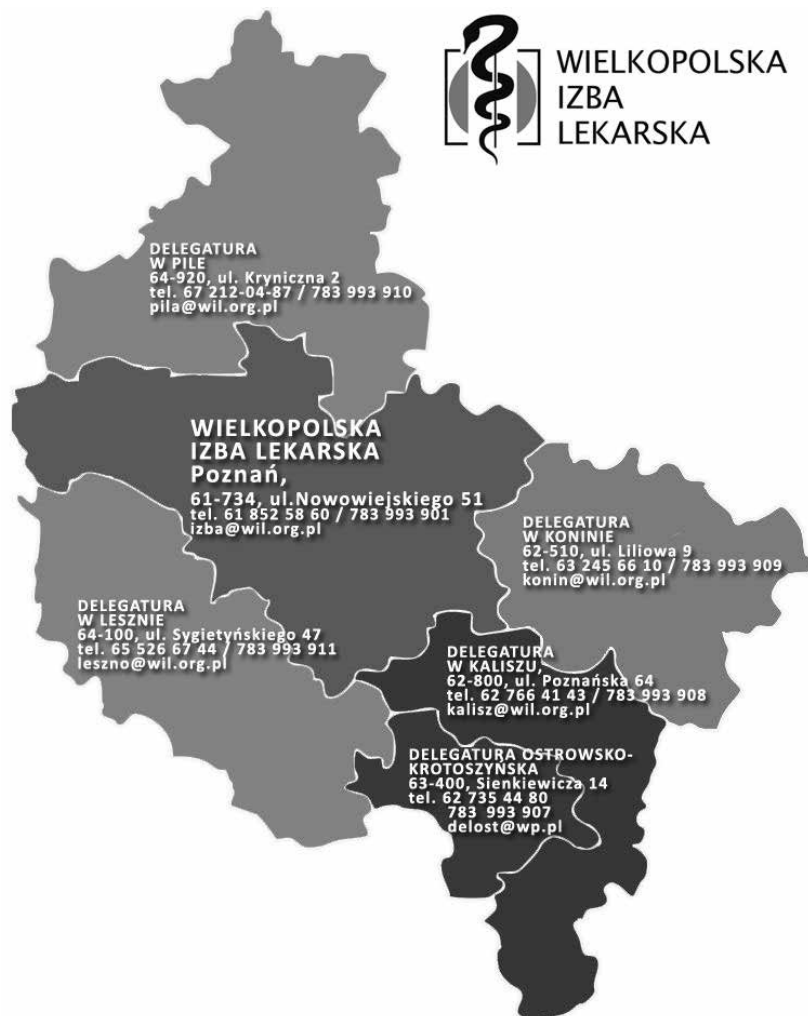 WIELKOPOLSKA
IZBA
LEKARSKA
DELEGATURA
W PILE
64-920, ul. Kryniczna 2
tel. 67 212-04-87 / 783 993 910
pila@wil.org.pl
WIELKOPOLSKA
IZBA LEKARSKA
Poznań,
61-734, ul.Nowowiejskiego 51
tel. 61 852 58 60 / 783 993 901
izba@wil.org.pl
DELEGATURA
W KONINIE
62-510, ul. Liliowa 9
tel. 63 245 66 10 / 783 993 909
konin@wil.org.pl
DELEGATURA
W LESZNIE
64-100, ul. Sygietyńskiego 47
tel. 65 526 67 44 / 783 993 911
leszno@wil.org.pl
DELEGATURA
W KALISZU,
62-800, ul. Poznańska 64
tel. 62 766 41 43 / 783 993 908
kalisz@wil.org.pl
DELEGATURA OSTROWSKO-
KROTOSZYŃSKA
63-400, Sienkiewicza 14
tel. 62 735 44 80
783 993 907
delost@wp.pl